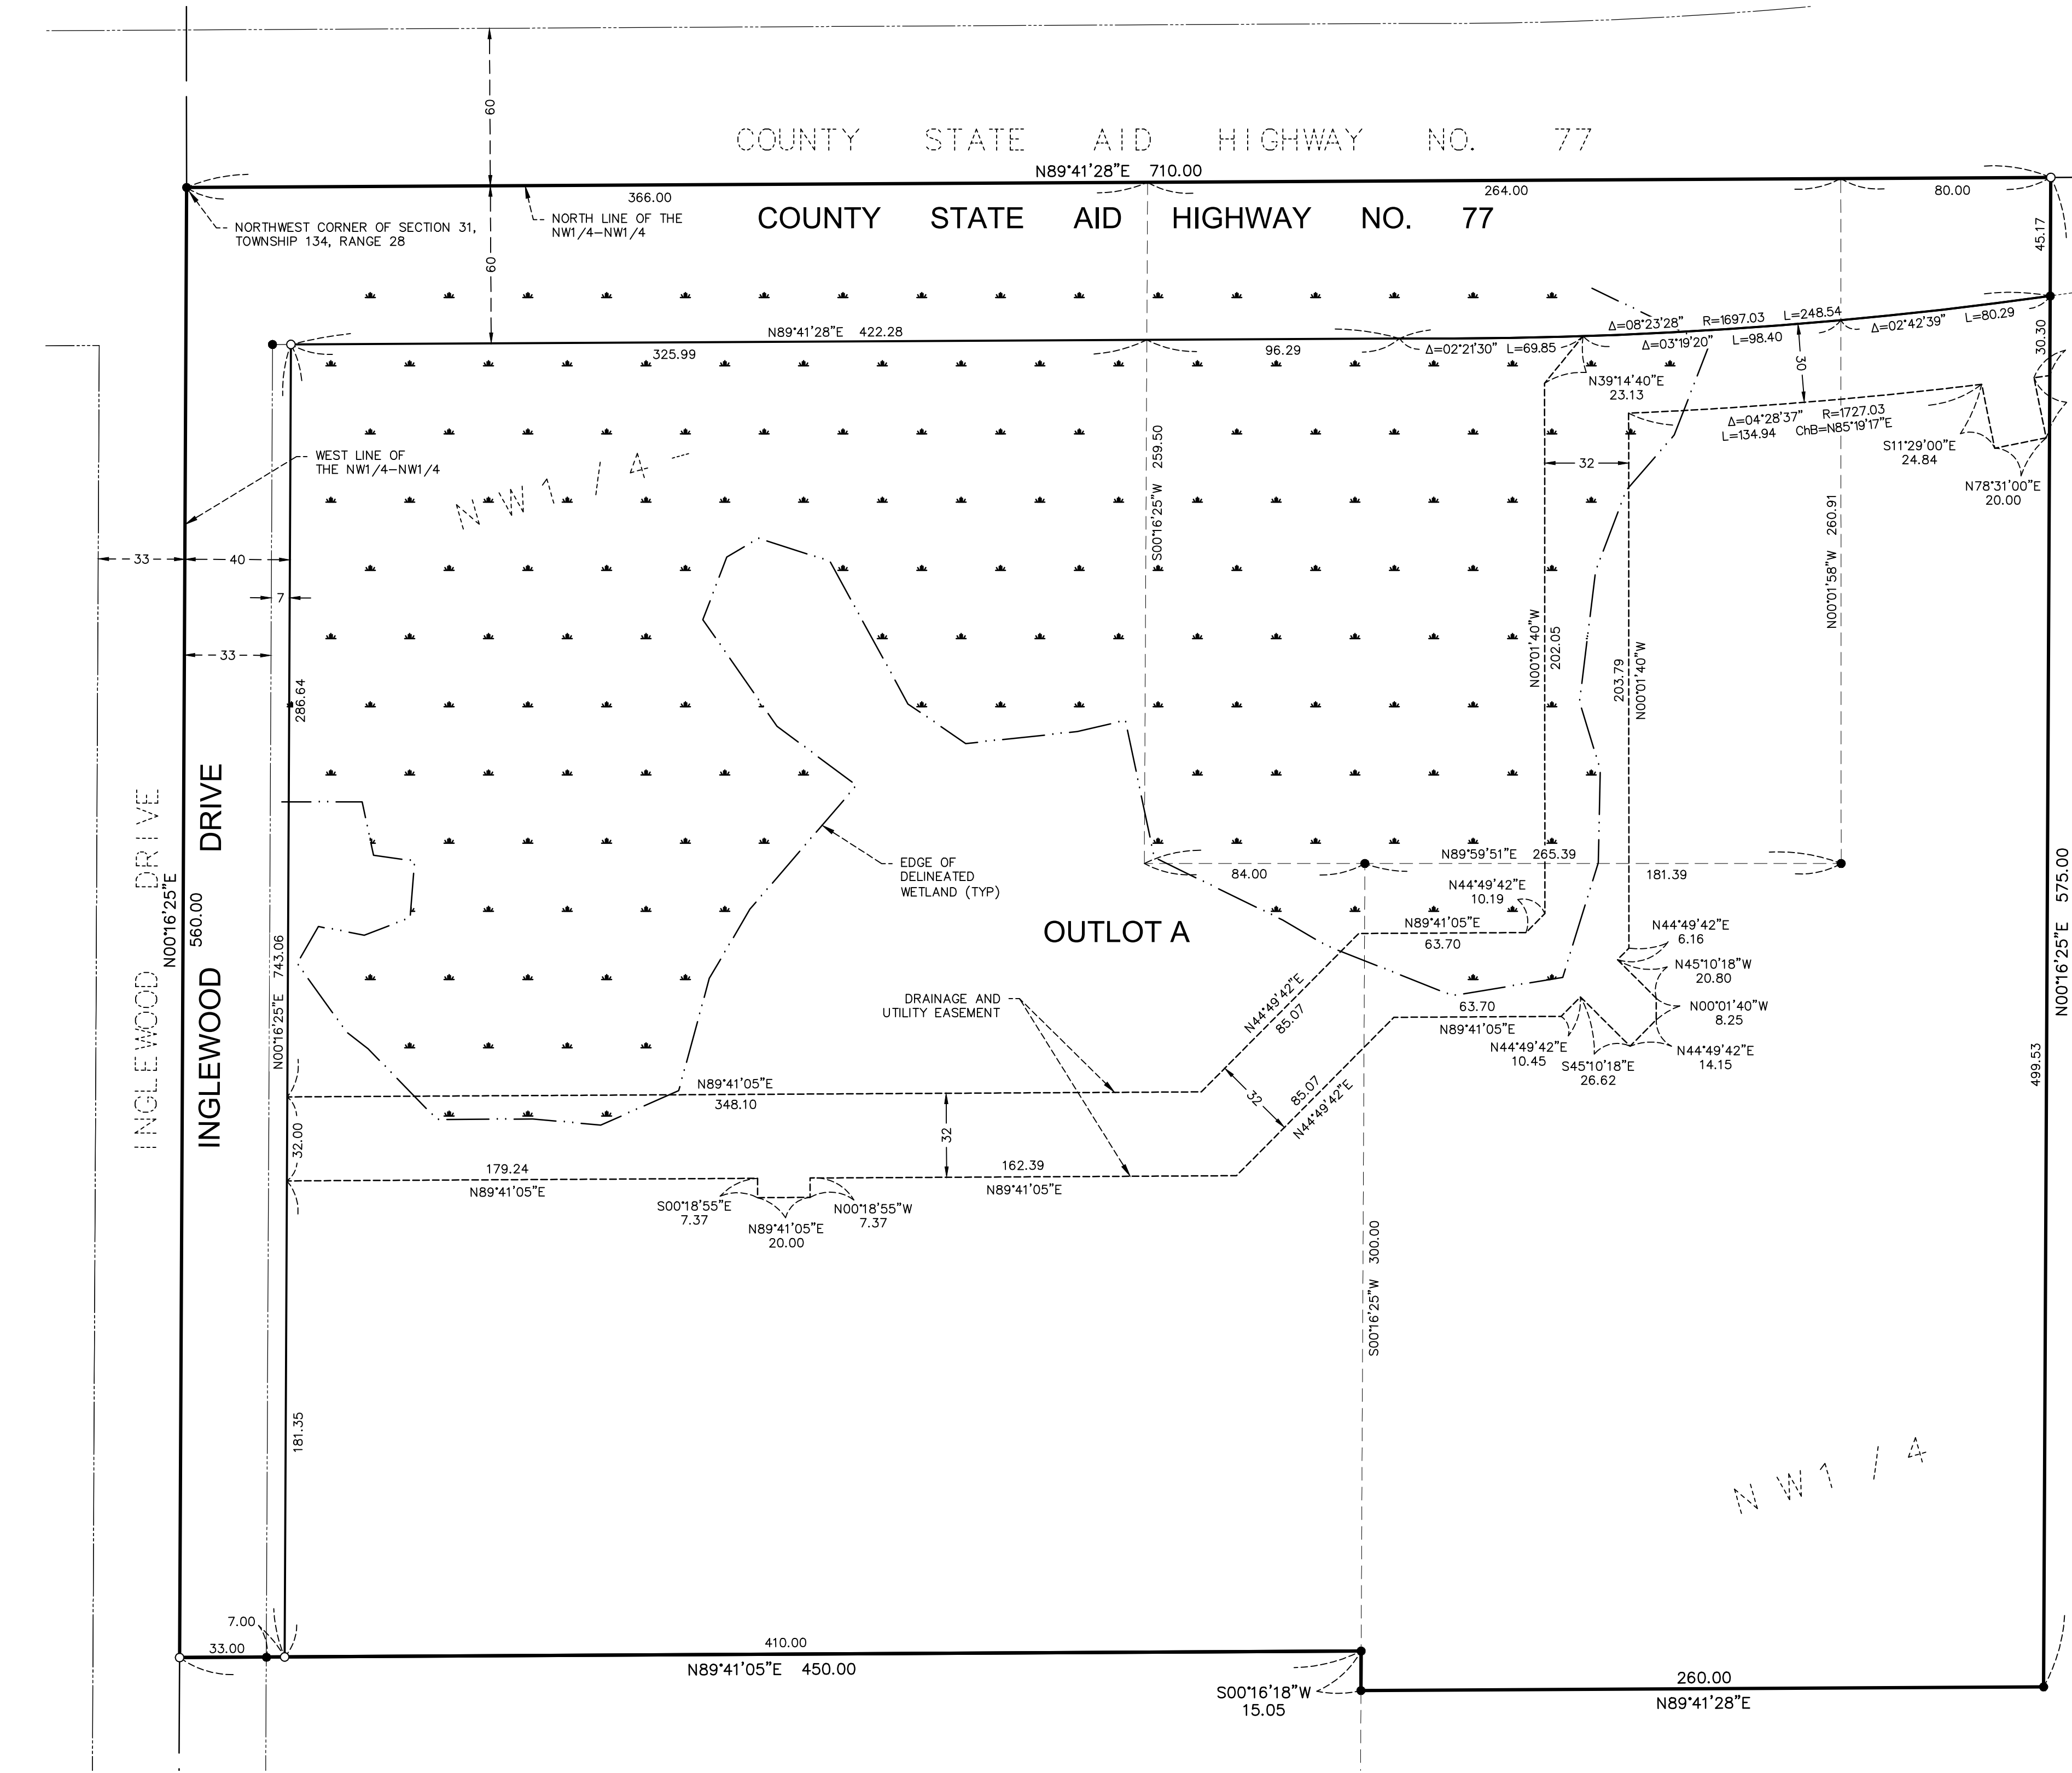 60
COUNTY STATE AID HIGHWAY NO. 77
N89°41'28"E 710.00
366.00
264.00
80.00
NORTHWEST CORNER OF SECTION 31,
TOWNSHIP 134, RANGE 28
NORTH LINE OF THE
NW1/4-NW1/4
COUNTY STATE AID HIGHWAY NO. 77
45.17
60
N89°41'28"E 422.28
325.99
96.29
Δ=08°23'28" R=1697.03 L=248.54
Δ=02°21'30" L=69.85
Δ=03°19'20" L=98.40
Δ=02°42'39" L=80.29
30.30
30
N39°14'40"E
23.13
Δ=04°28'37" R=1727.03
L=134.94 ChB=N85°19'17"E
S11°29'00"E
24.84
N78°31'00"E
20.00
WEST LINE OF
THE NW1/4-NW1/4
NW1/4-
S00°16'25"W 259.50
32
N00°01'58"W 260.91
33
40
7
33
N00°01'40"W
202.05
203.79
N00°01'40"W
286.64
INGLEWOOD DRIVE
INGLEWOOD DRIVE
N00°16'25"E
560.00
N00°16'25"E 743.06
EDGE OF
DELINEATED
WETLAND (TYP)
N89°59'51"E 265.39
84.00
181.39
N00°16'25"E 575.00
499.53
OUTLOT A
N44°49'42"E
10.19
N89°41'05"E
63.70
N44°49'42"E
6.16
N45°10'18"W
20.80
N00°01'40"W
8.25
N44°49'42"E
14.15
DRAINAGE AND
UTILITY EASEMENT
N44°49'42"E
85.07
63.70
N89°41'05"E
N44°49'42"E
10.45
S45°10'18"E
26.62
N89°41'05"E
348.10
32
85.07
N44°49'42"E
32.00
32
179.24
N89°41'05"E
162.39
N89°41'05"E
S00°18'55"E
7.37
N89°41'05"E
20.00
N00°18'55"W
7.37
S00°16'25"W 300.00
181.35
NW1/4
7.00
33.00
410.00
N89°41'05"E 450.00
S00°16'18"W
15.05
260.00
N89°41'28"E